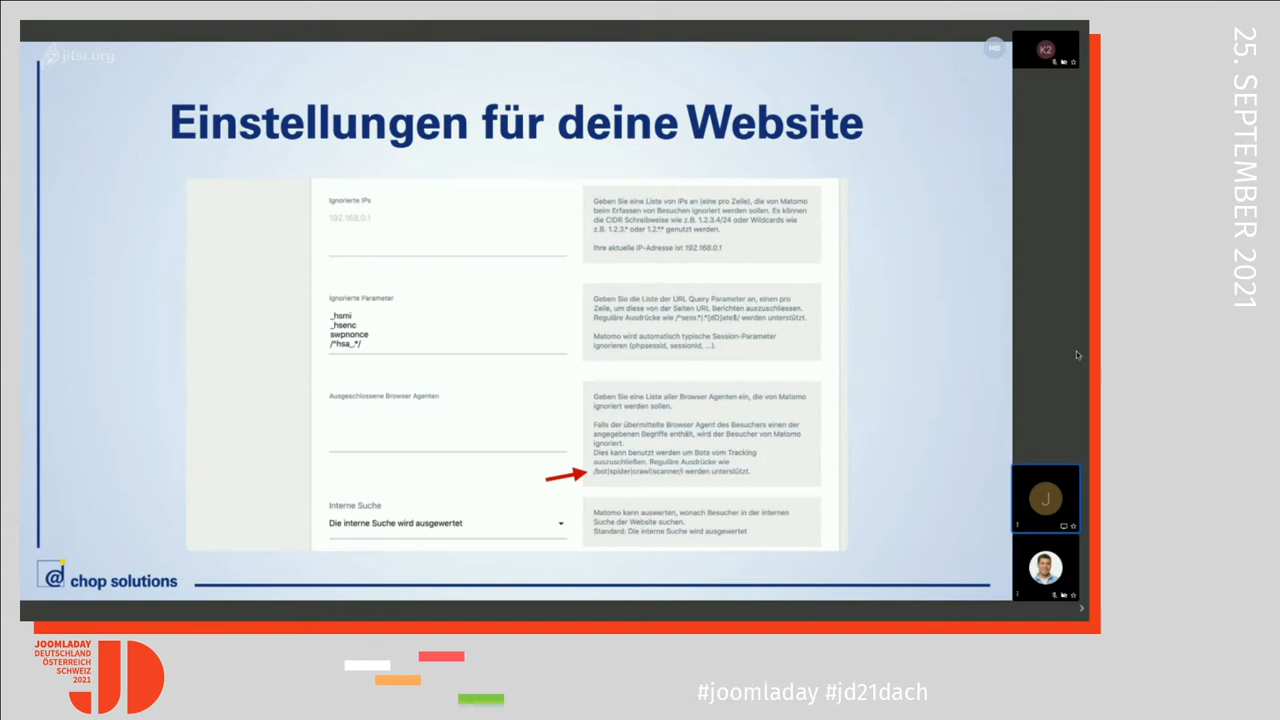 jitsi.org
HD
K2
25. SEPTEMBER 2021
Einstellungen für deine Website
Ignorierte IPs
192.168.0.1
Geben Sie eine Liste von IPs an (eine pro Zeile), die von Matomo
beim Erfassen von Besuchen ignoriert werden sollen. Es können
die CIDR Schreibweise wie z.B. 1.2.3.4/24 oder Wildcards wie
z.B. 1.2.3.* oder 1.2.*.* genutzt werden.
Ihre aktuelle IP-Adresse ist 192.168.0.1
Ignorierte Parameter
_hsmi
_hsenc
swpnonce
/^hsa_.*/
Geben Sie die Liste der URL Query Parameter an, einen pro
Zeile, um diese von der Seiten URL Berichten auszuschliessen.
Reguläre Ausdrücke wie /^sess.*|.*[dD]ate$/ werden unterstützt.
Matomo wird automatisch typische Session-Parameter
ignorieren (phpsessid, sessionid, ...).
Ausgeschlossene Browser Agenten
Geben Sie eine Liste aller Browser Agenten ein, die von Matomo
ignoriert werden sollen.
Falls der übermittelte Browser Agent des Besuchers einen der
angegebenen Begriffe enthält, wird der Besucher von Matomo
ignoriert.
Dies kann benutzt werden um Bots vom Tracking
auszuschließen. Reguläre Ausdrücke wie
/bot|spider|crawl|scanner/i werden unterstützt.
Interne Suche
Die interne Suche wird ausgewertet
Matomo kann auswerten, wonach Besucher in der internen
Suche der Website suchen.
Standard: Die interne Suche wird ausgewertet
J
@ chop solutions
JOOMLADAY
DEUTSCHLAND
ÖSTERREICH
SCHWEIZ
2021
JD
#joomladay #jd21dach